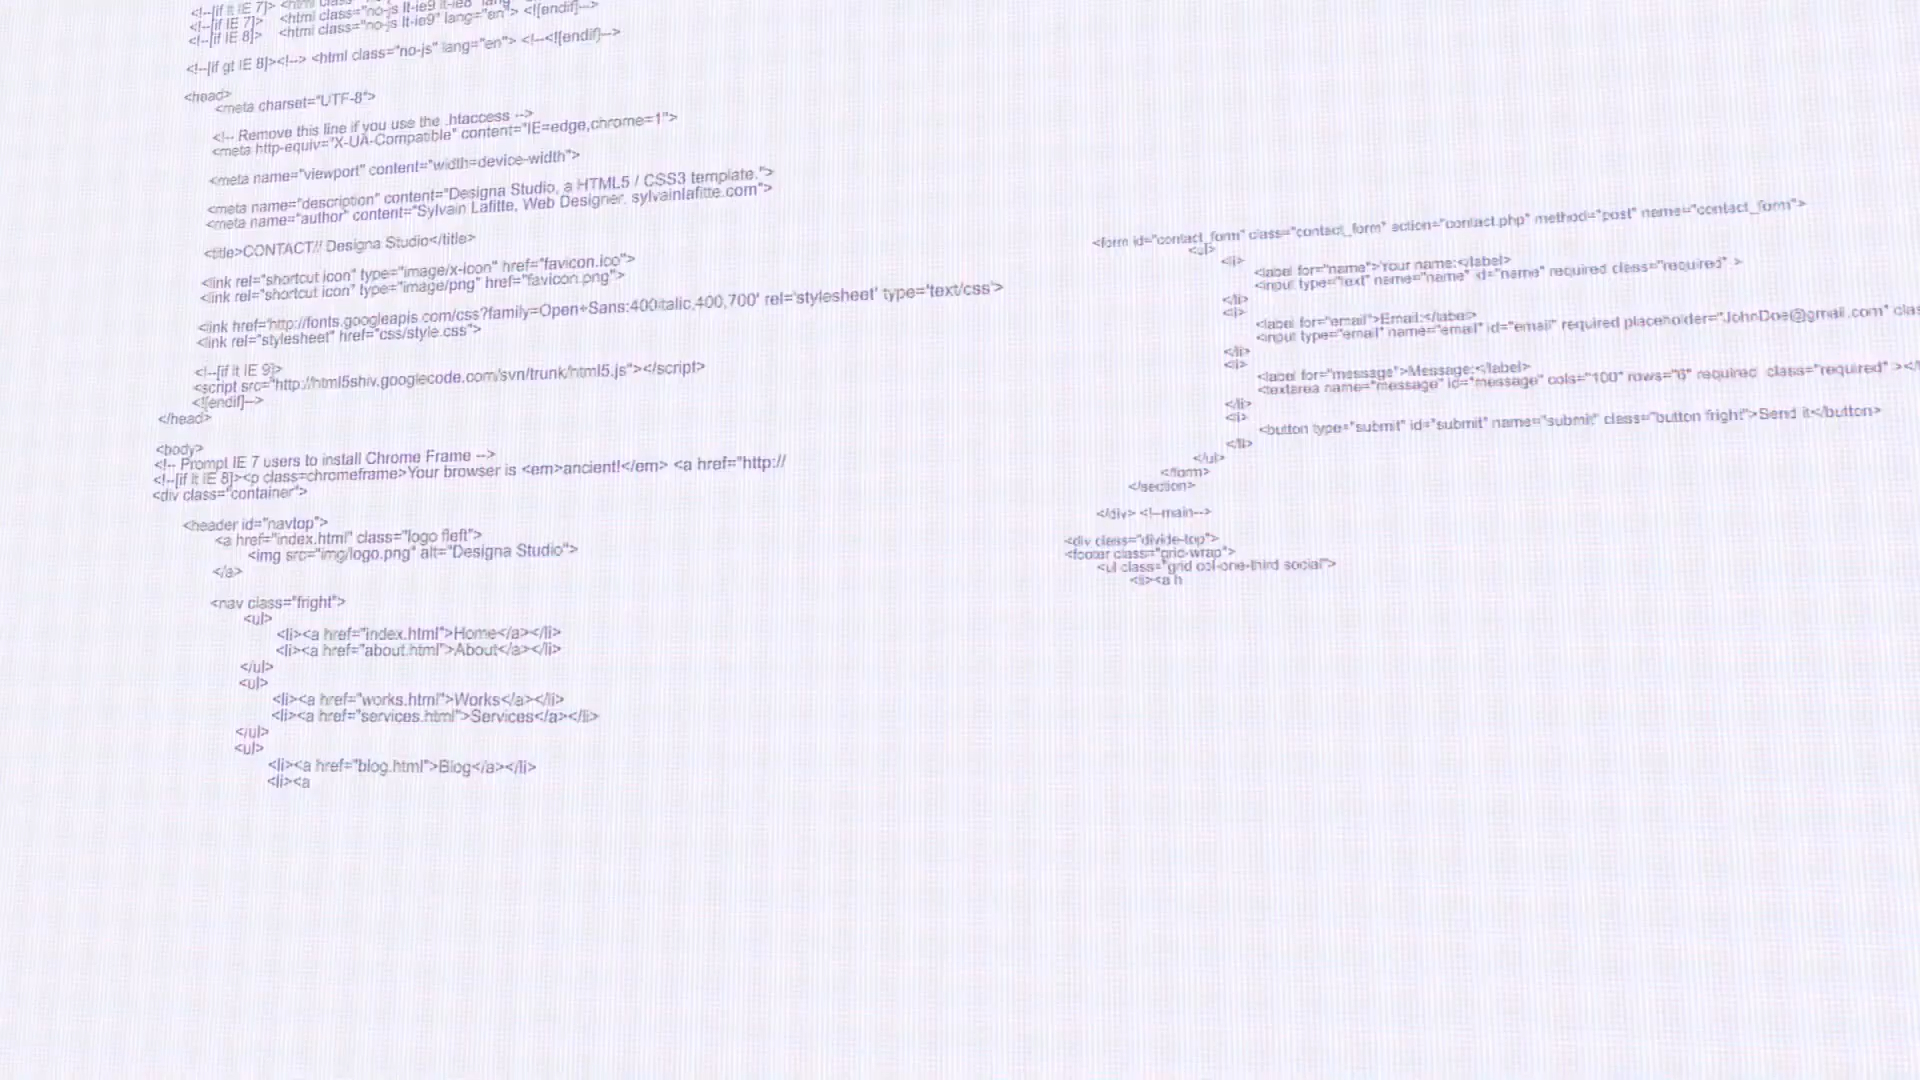 <!--[if lt IE 7]> <html class="no-js lt-ie9 lt-ie8
<!--[if IE 7]> <html class="no-js lt-ie9 lt-ie8" lang=
<!--[if IE 8]> <html class="no-js lt-ie9" lang="en"> <![endif]-->
<!--[if gt IE 8]><!--> <html class="no-js" lang="en"> <!--<![endif]-->
<head>
<meta charset="UTF-8">
<!-- Remove this line if you use the .htaccess -->
<meta http-equiv="X-UA-Compatible" content="IE=edge,chrome=1">
<meta name="viewport" content="width=device-width">
<meta name="description" content="Designa Studio, a HTML5 / CSS3 template.">
<meta name="author" content="Sylvain Lafitte, Web Designer, sylvainlafitte.com">
<title>CONTACT// Designa Studio</title>
<link rel="shortcut icon" type="image/x-icon" href="favicon.ico">
<link rel="shortcut icon" type="image/png" href="favicon.png">
<link href='http://fonts.googleapis.com/css?family=Open+Sans:400italic,400,700' rel='stylesheet' type='text/css'>
<link rel="stylesheet" href="css/style.css">
<!--[if lt IE 9]>
<script src="http://html5shiv.googlecode.com/svn/trunk/html5.js"></script>
<![endif]-->
</head>
<body>
<!-- Prompt IE 7 users to install Chrome Frame -->
<!--[if lt IE 8]><p class=chromeframe>Your browser is <em>ancient!</em> <a href="http://
<div class="container">
<header id="navtop">
<a href="index.html" class="logo fleft">
<img src="img/logo.png" alt="Designa Studio">
</a>
<nav class="fright">
<ul>
<li><a href="index.html">Home</a></li>
<li><a href="about.html">About</a></li>
</ul>
<ul>
<li><a href="works.html">Works</a></li>
<li><a href="services.html">Services</a></li>
</ul>
<ul>
<li><a href="blog.html">Blog</a></li>
<li><a
<form id="contact_form" class="contact_form" action="contact.php" method="post" name="contact_form">
<ul>
<li>
<label for="name">Your name:</label>
<input type="text" name="name" id="name" required class="required" >
</li>
<li>
<label for="email">Email:</label>
<input type="email" name="email" id="email" required placeholder="JohnDoe@gmail.com" clas
</li>
<li>
<label for="message">Message:</label>
<textarea name="message" id="message" cols="100" rows="6" required class="required" ></
</li>
<li>
<button type="submit" id="submit" name="submit" class="button fright">Send it</button>
</li>
</ul>
</form>
</section>
</div> <!--main-->
<div class="divide-top">
<footer class="grid-wrap">
<ul class="grid col-one-third social">
<li><a h